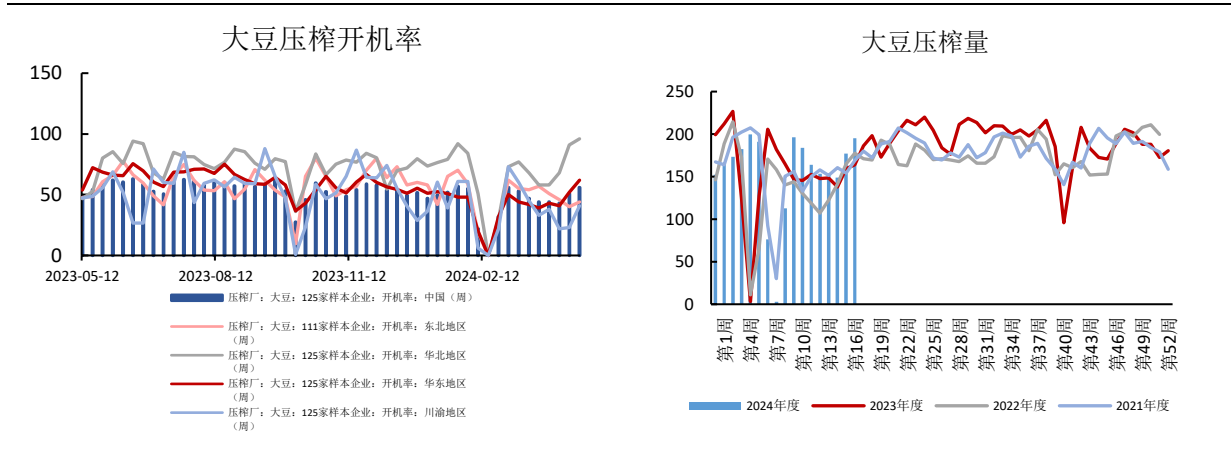 大豆压榨开机率
150
100
50
0
2023-05-12
2023-08-12
2023-11-12
2024-02-12
压榨厂：大豆：125家样本企业：开机率：中国（周）
压榨厂：大豆：111家样本企业：开机率：东北地区
（周）
压榨厂：大豆：125家样本企业：开机率：华北地区
（周）
压榨厂：大豆：125家样本企业：开机率：华东地区
（周）
压榨厂：大豆：125家样本企业：开机率：川渝地区
（周）
大豆压榨量
250
200
150
100
50
0
第1周
第4周
第7周
第10周
第13周
第16周
第19周
第22周
第25周
第28周
第31周
第34周
第37周
第40周
第43周
第46周
第49周
第52周
2024年度
2023年度
2022年度
2021年度